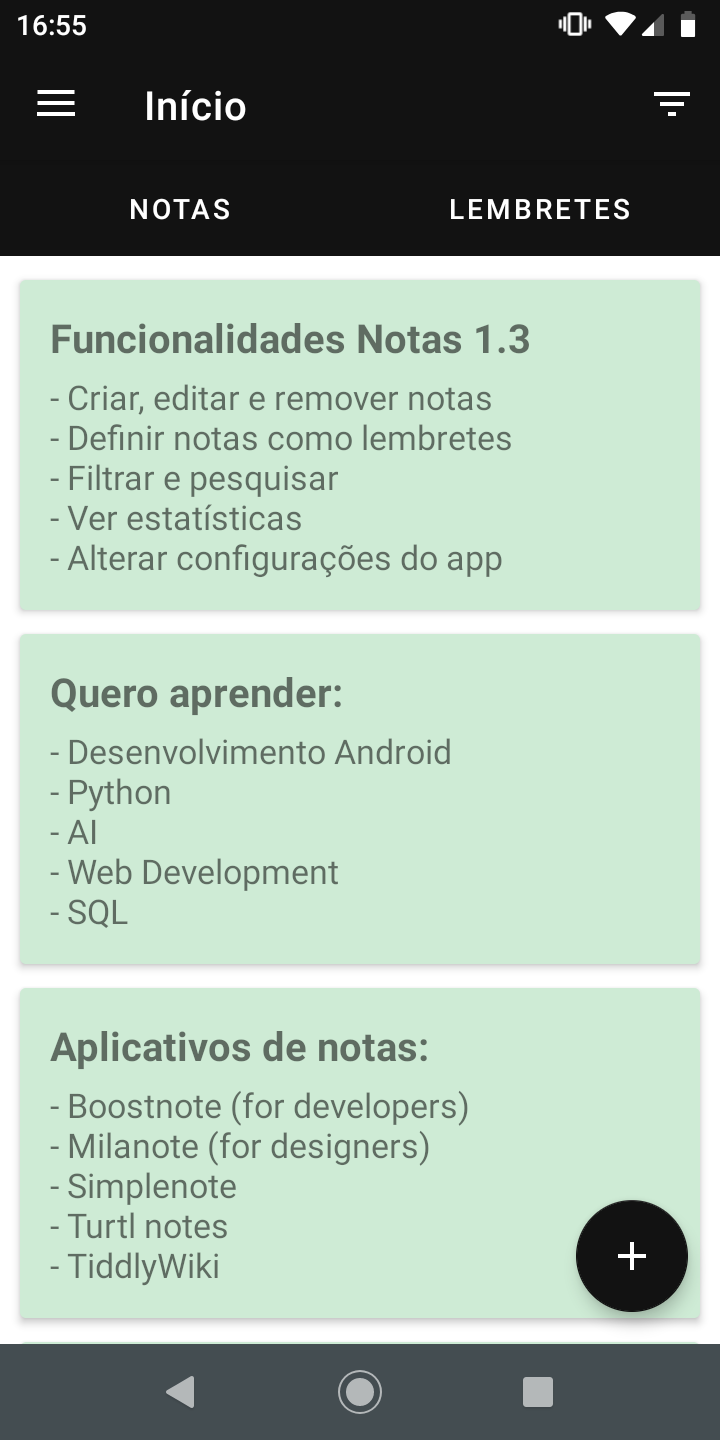 16:55
Início
NOTAS LEMBRETES
Funcionalidades Notas 1.3
- Criar, editar e remover notas
- Definir notas como lembretes
- Filtrar e pesquisar
- Ver estatísticas
- Alterar configurações do app
Quero aprender:
- Desenvolvimento Android
- Python
- AI
- Web Development
- SQL
Aplicativos de notas:
- Boostnote (for developers)
- Milanote (for designers)
- Simplenote
- Turtl notes
- TiddlyWiki